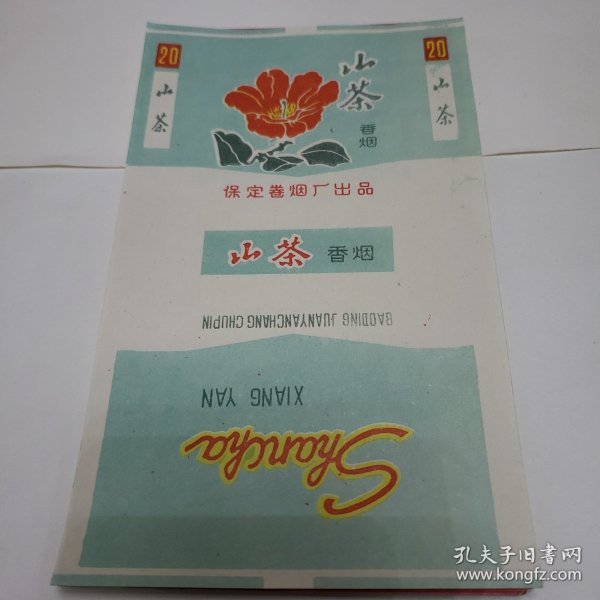 20
20
山茶
山茶
山茶
香烟
保定卷烟厂出品
山茶 香烟
BAODING JUANYANCHANG CHUPIN
XIANG YAN
Shancha
孔夫子旧书网
www.kongfz.com